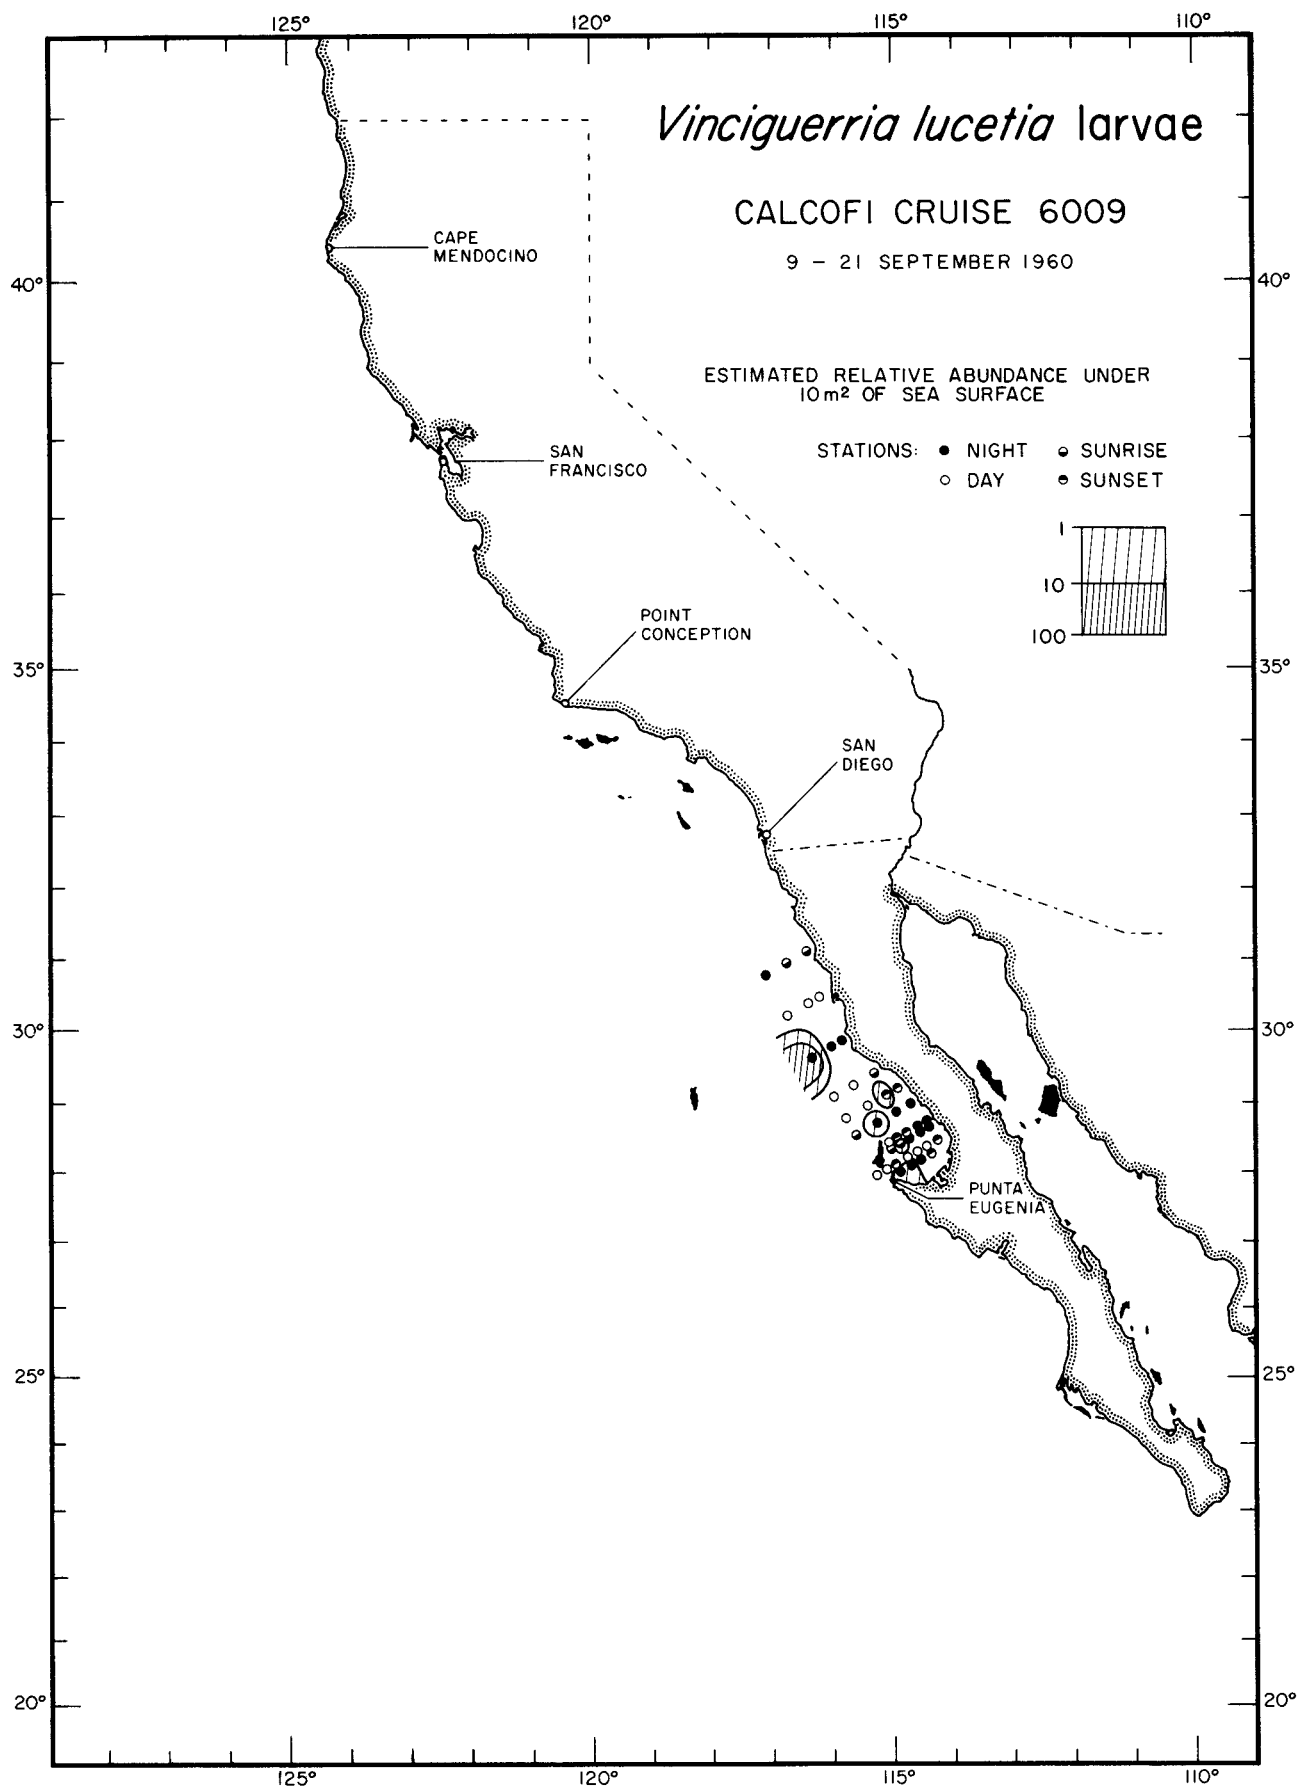 125° 120° 115° 110°
Vinciguerria lucetia larvae
CALCOFI CRUISE 6009
9 – 21 SEPTEMBER 1960
CAPE
MENDOCINO
40° 40°
ESTIMATED RELATIVE ABUNDANCE UNDER
10 m² OF SEA SURFACE
STATIONS: NIGHT SUNRISE
DAY SUNSET
SAN
FRANCISCO
1
10
100
POINT
CONCEPTION
35° 35°
SAN
DIEGO
30° 30°
PUNTA
EUGENIA
25° 25°
20° 20°
125° 120° 115° 110°